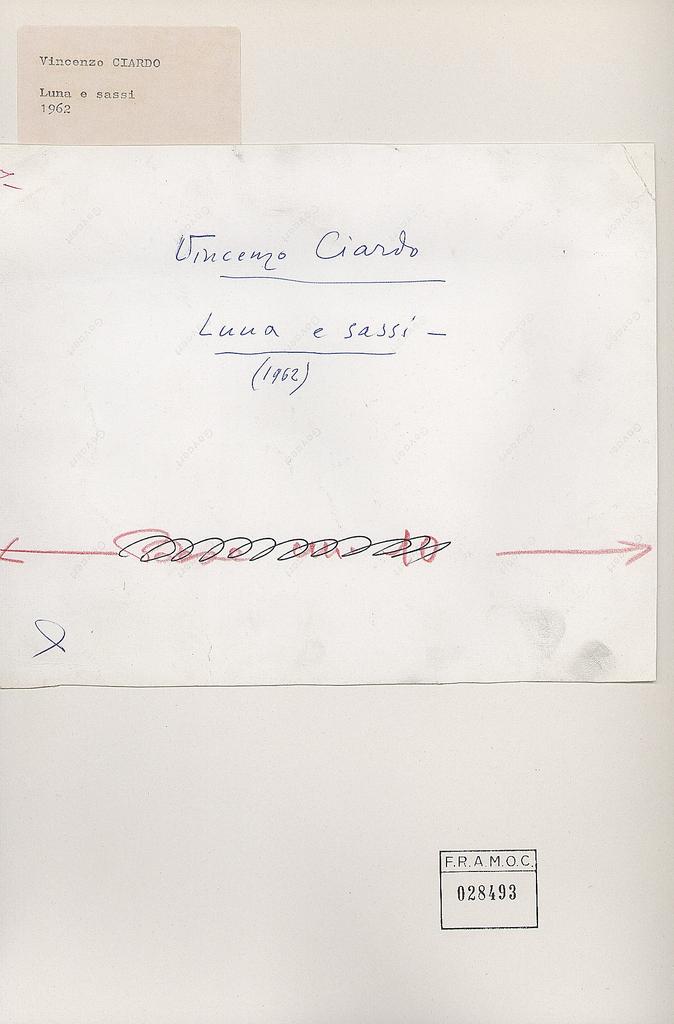 Vincenzo CIARDO
Luna e sassi
1962
Vincenzo Ciardo
Luna e sassi –
(1962)
F.R.A.M.O.C.
028493